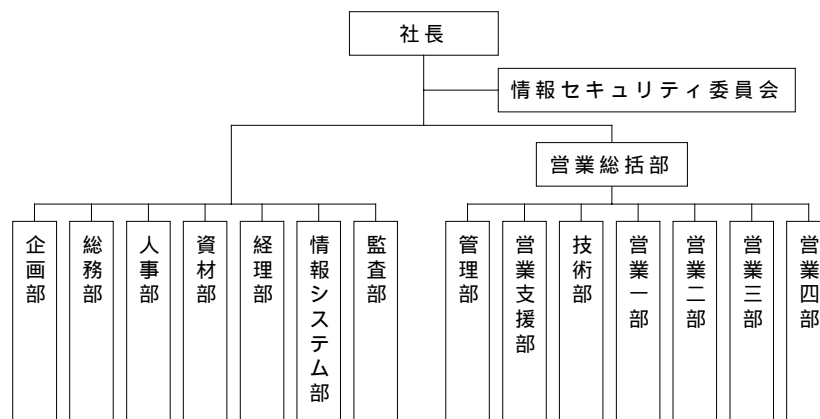 社長
情報セキュリティ委員会
営業総括部
企画部
総務部
人事部
資材部
経理部
情報システム部
監査部
管理部
営業支援部
技術部
営業一部
営業二部
営業三部
営業四部